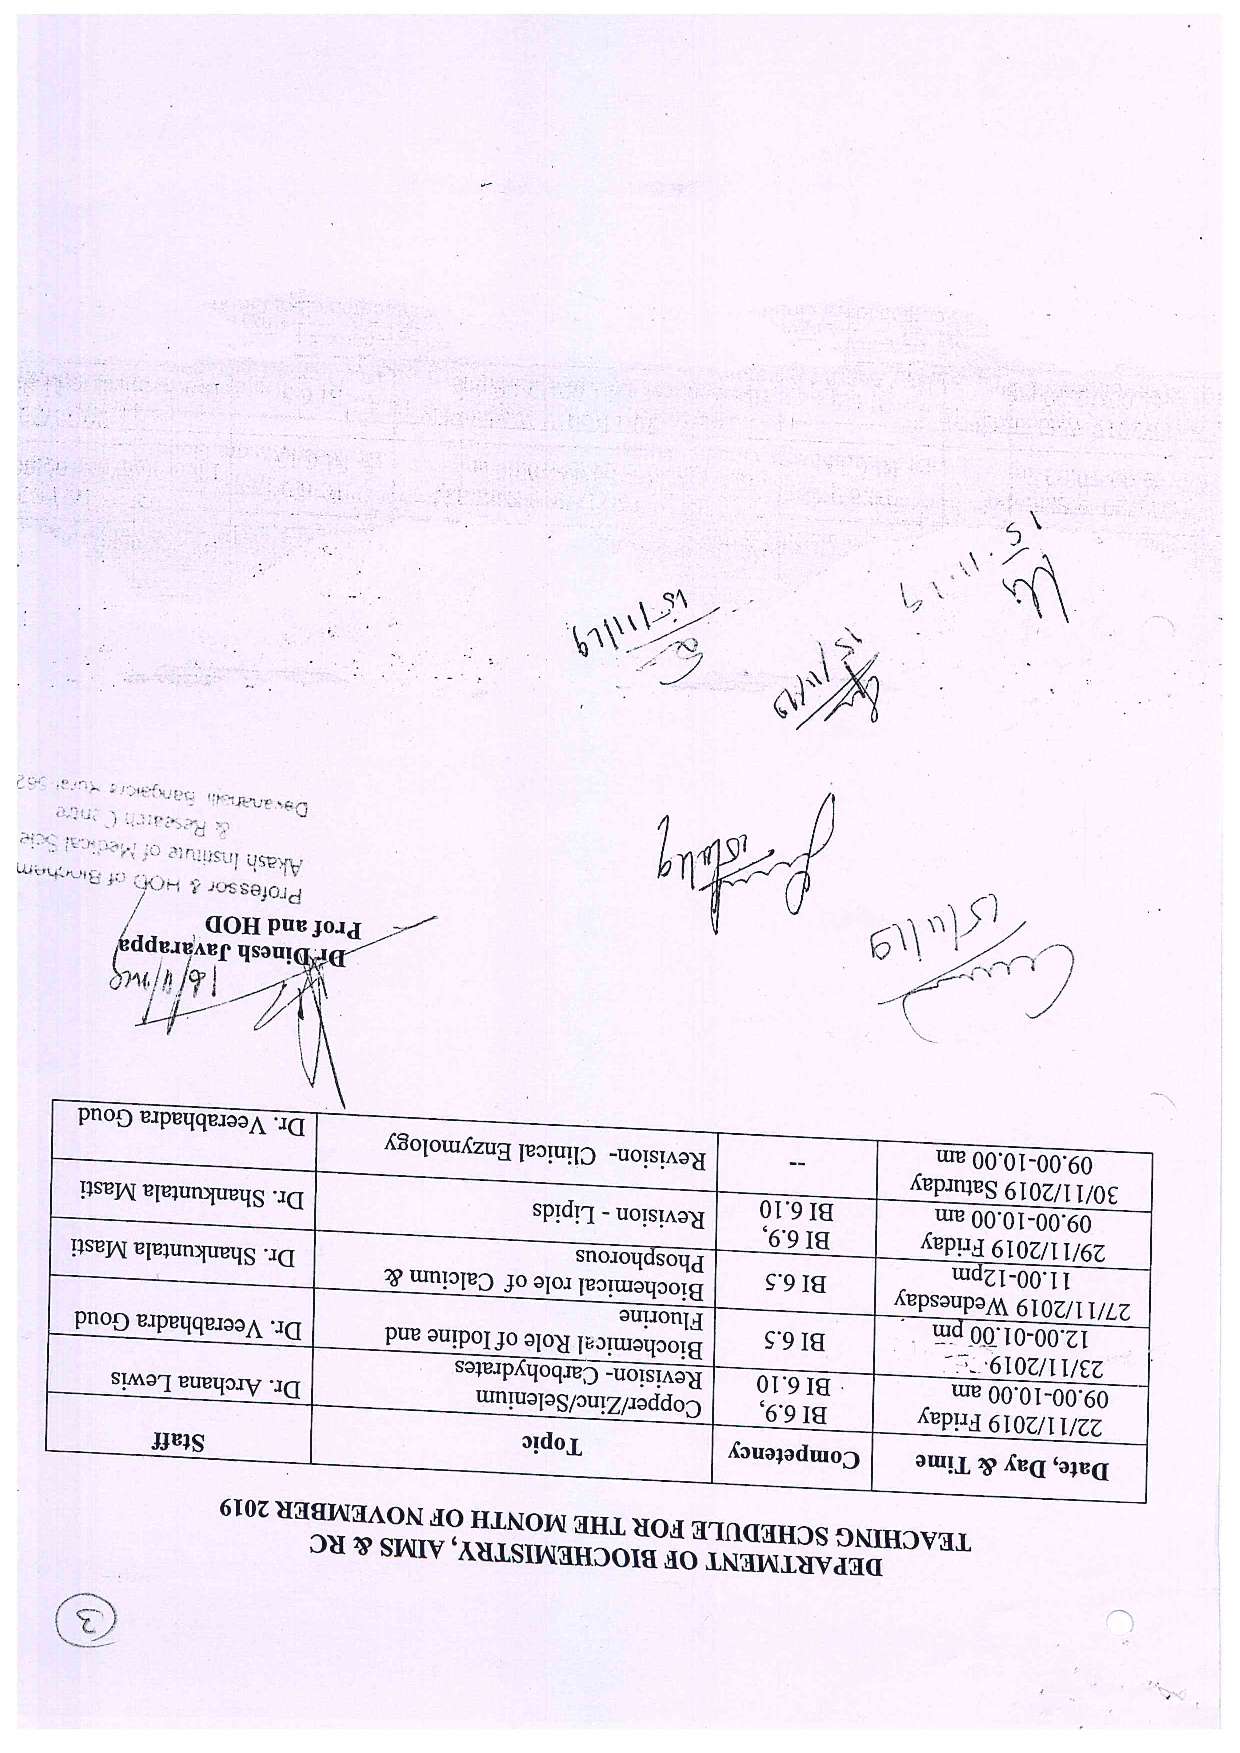 3
DEPARTMENT OF BIOCHEMISTRY, AIMS & RC
TEACHING SCHEDULE FOR THE MONTH OF NOVEMBER 2019
Date, Day & Time Competency Topic Staff
22/11/2019 Friday BI 6.9, Copper/Zinc/Selenium Dr. Archana Lewis
09.00-10.00 am BI 6.10 Revision- Carbohydrates
23/11/2019 BI 6.5 Biochemical Role of Iodine and Dr. Veerabhadra Goud
12.00-01.00 pm Fluorine
27/11/2019 Wednesday BI 6.5 Biochemical role of Calcium & Dr. Shankuntala Masti
11.00-12pm Phosphorous
29/11/2019 Friday BI 6.9, Revision - Lipids Dr. Shankuntala Masti
09.00-10.00 am BI 6.10
30/11/2019 Saturday -- Revision- Clinical Enzymology Dr. Veerabhadra Goud
09.00-10.00 am
15/11/19
Dr Dinesh Javarappa
Prof and HOD
Professor & HOD of Biochem
Akash Institute of Medical Scie
& Research Centre
Devanahalli Bangalore Rural-562
15/11/19
15/11/19
15/11/19
15.11.19